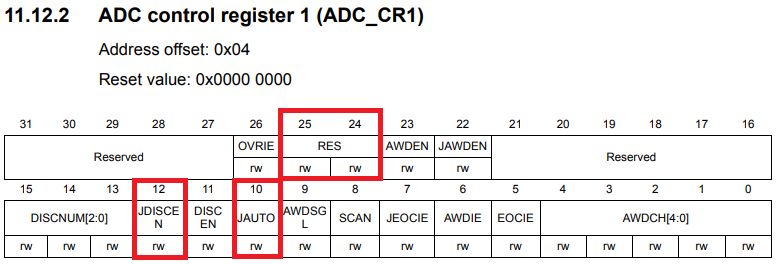 11.12.2 ADC control register 1 (ADC_CR1)
Address offset: 0x04
Reset value: 0x0000 0000
31 30 29 28 27 26 25 24 23 22 21 20 19 18 17 16
Reserved OVRIE RES AWDEN JAWDEN Reserved
rw rw rw rw rw
15 14 13 12 11 10 9 8 7 6 5 4 3 2 1 0
DISCNUM[2:0] JDISCE
N DISC
EN JAUTO AWDSG
L SCAN JEOCIE AWDIE EOCIE AWDCH[4:0]
rw rw rw rw rw rw rw rw rw rw rw rw rw rw rw rw